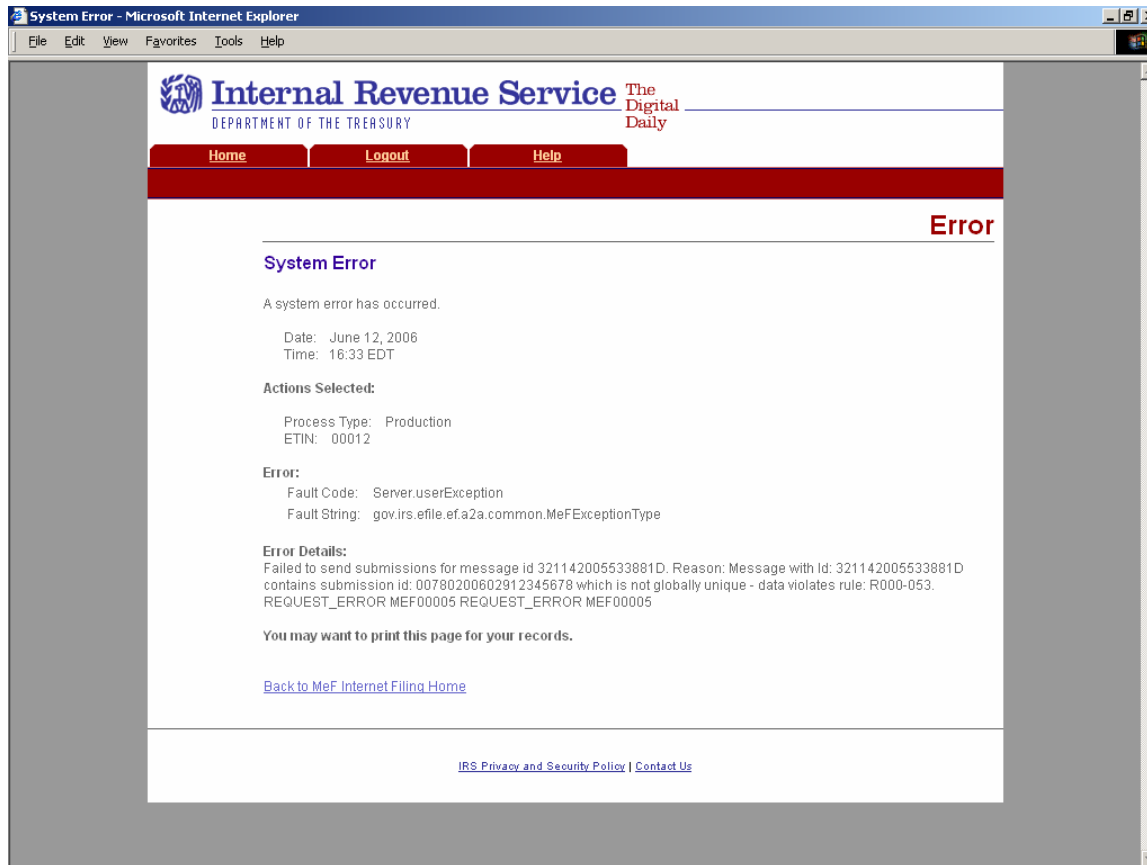 System Error - Microsoft Internet Explorer
File Edit View Favorites Tools Help
Internal Revenue Service
DEPARTMENT OF THE TREASURY
The
Digital
Daily
Home Logout Help
Error
System Error
A system error has occurred.
Date: June 12, 2006
Time: 16:33 EDT
Actions Selected:
Process Type: Production
ETIN: 00012
Error:
Fault Code: Server.userException
Fault String: gov.irs.efile.ef.a2a.common.MeFExceptionType
Error Details:
Failed to send submissions for message id 321142005533881D. Reason: Message with Id: 321142005533881D
contains submission id: 00780200602912345678 which is not globally unique - data violates rule: R000-053.
REQUEST_ERROR MEF00005 REQUEST_ERROR MEF00005
You may want to print this page for your records.
Back to MeF Internet Filing Home
IRS Privacy and Security Policy | Contact Us